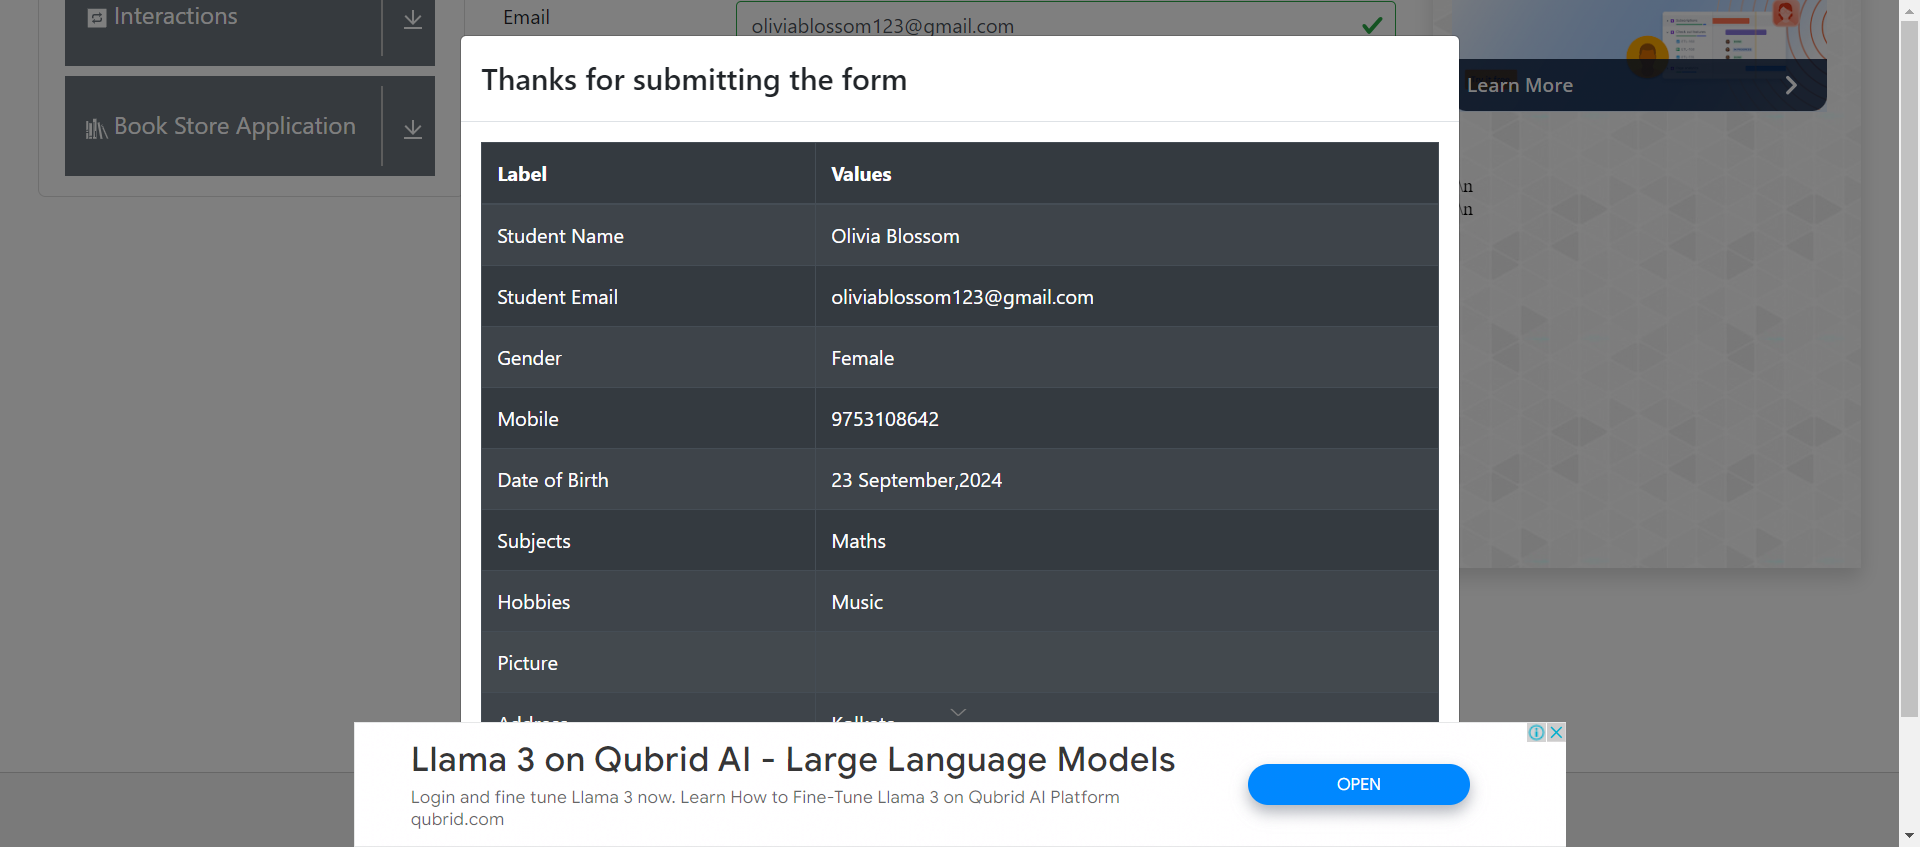 Interactions
Book Store Application
Email
oliviablossom123@gmail.com
Learn More
\n
\n
Thanks for submitting the form
Label Values
Student Name Olivia Blossom
Student Email oliviablossom123@gmail.com
Gender Female
Mobile 9753108642
Date of Birth 23 September,2024
Subjects Maths
Hobbies Music
Picture
Address Kolkata
Llama 3 on Qubrid AI - Large Language Models
Login and fine tune Llama 3 now. Learn How to Fine-Tune Llama 3 on Qubrid AI Platform
qubrid.com
OPEN